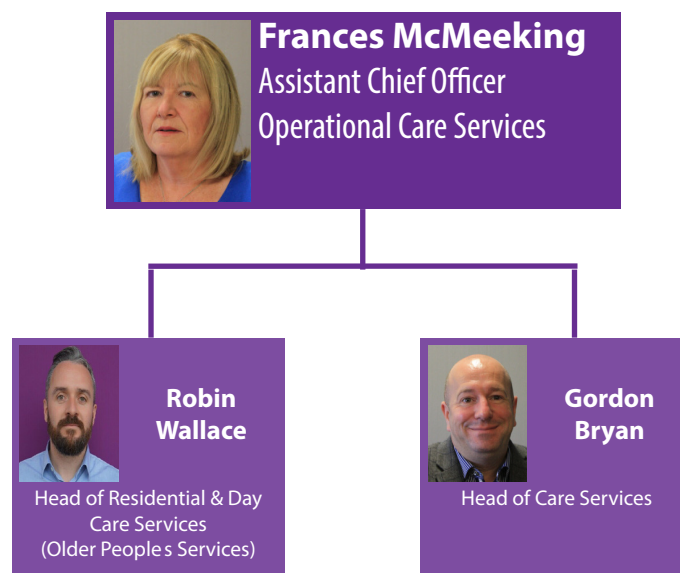 Frances McMeeking
Assistant Chief Officer
Operational Care Services
Robin
Wallace
Head of Residential & Day
Care Services
(Older Peoples Services)
Gordon
Bryan
Head of Care Services